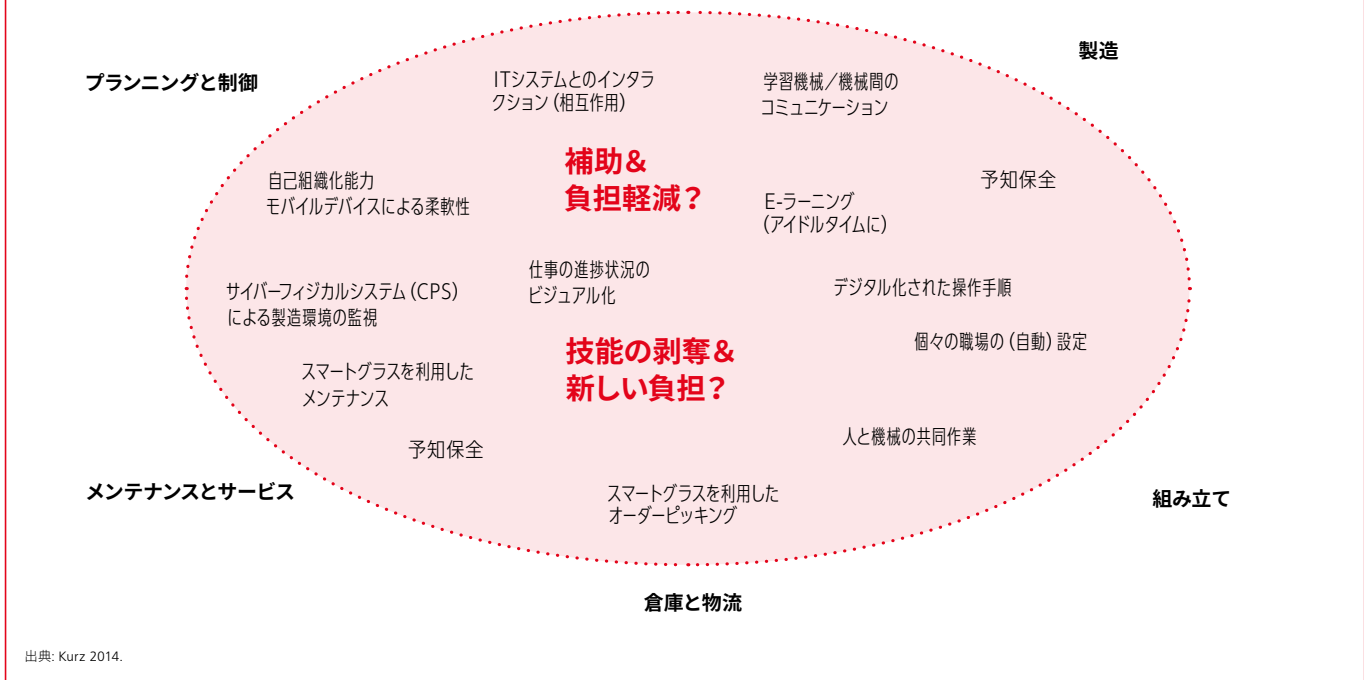 製造
プランニングと制御
ITシステムとのインタラ
クション（相互作用）
学習機械／機械間の
コミュニケーション
補助＆
負担軽減？
自己組織化能力
モバイルデバイスによる柔軟性
予知保全
E-ラーニング
（アイドルタイムに）
仕事の進捗状況の
ビジュアル化
サイバーフィジカルシステム（CPS）
による製造環境の監視
デジタル化された操作手順
技能の剥奪＆
新しい負担？
個々の職場の（自動）設定
スマートグラスを利用した
メンテナンス
人と機械の共同作業
予知保全
メンテナンスとサービス
スマートグラスを利用した
オーダーピッキング
組み立て
倉庫と物流
出典: Kurz 2014.